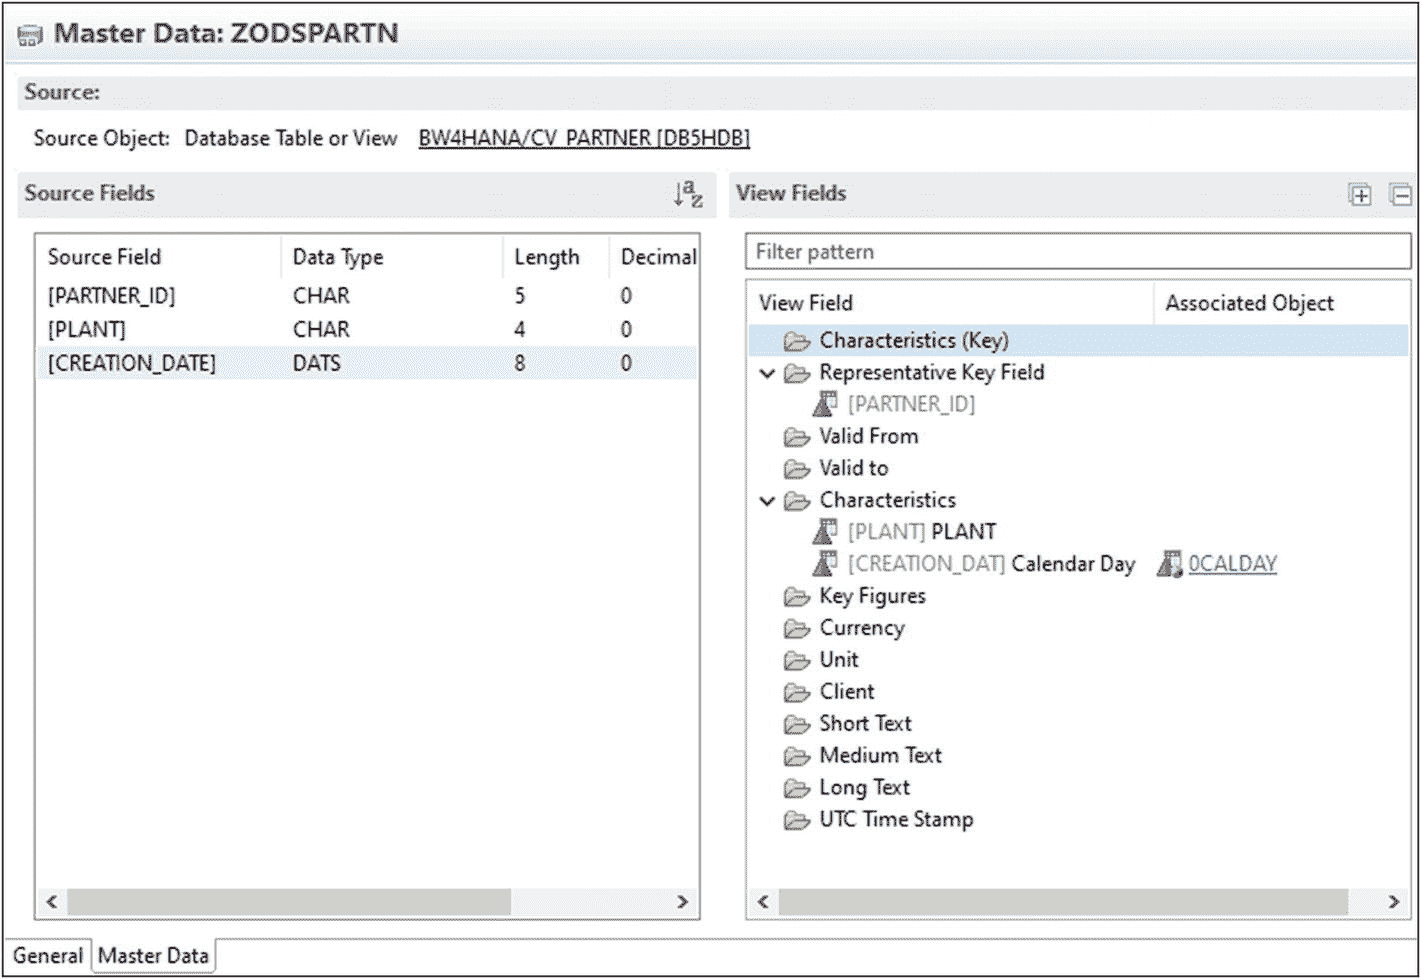 Master Data: ZODSPARTN
Source:
Source Object: Database Table or View BW4HANA/CV_PARTNER [DB5HDB]
Source Fields
Source Field Data Type Length Decimal
[PARTNER_ID] CHAR 5 0
[PLANT] CHAR 4 0
[CREATION_DATE] DATS 8 0
View Fields
Filter pattern
View Field Associated Object
Characteristics (Key)
Representative Key Field
[PARTNER_ID]
Valid From
Valid to
Characteristics
[PLANT] PLANT
[CREATION_DAT] Calendar Day 0CALDAY
Key Figures
Currency
Unit
Client
Short Text
Medium Text
Long Text
UTC Time Stamp
General Master Data